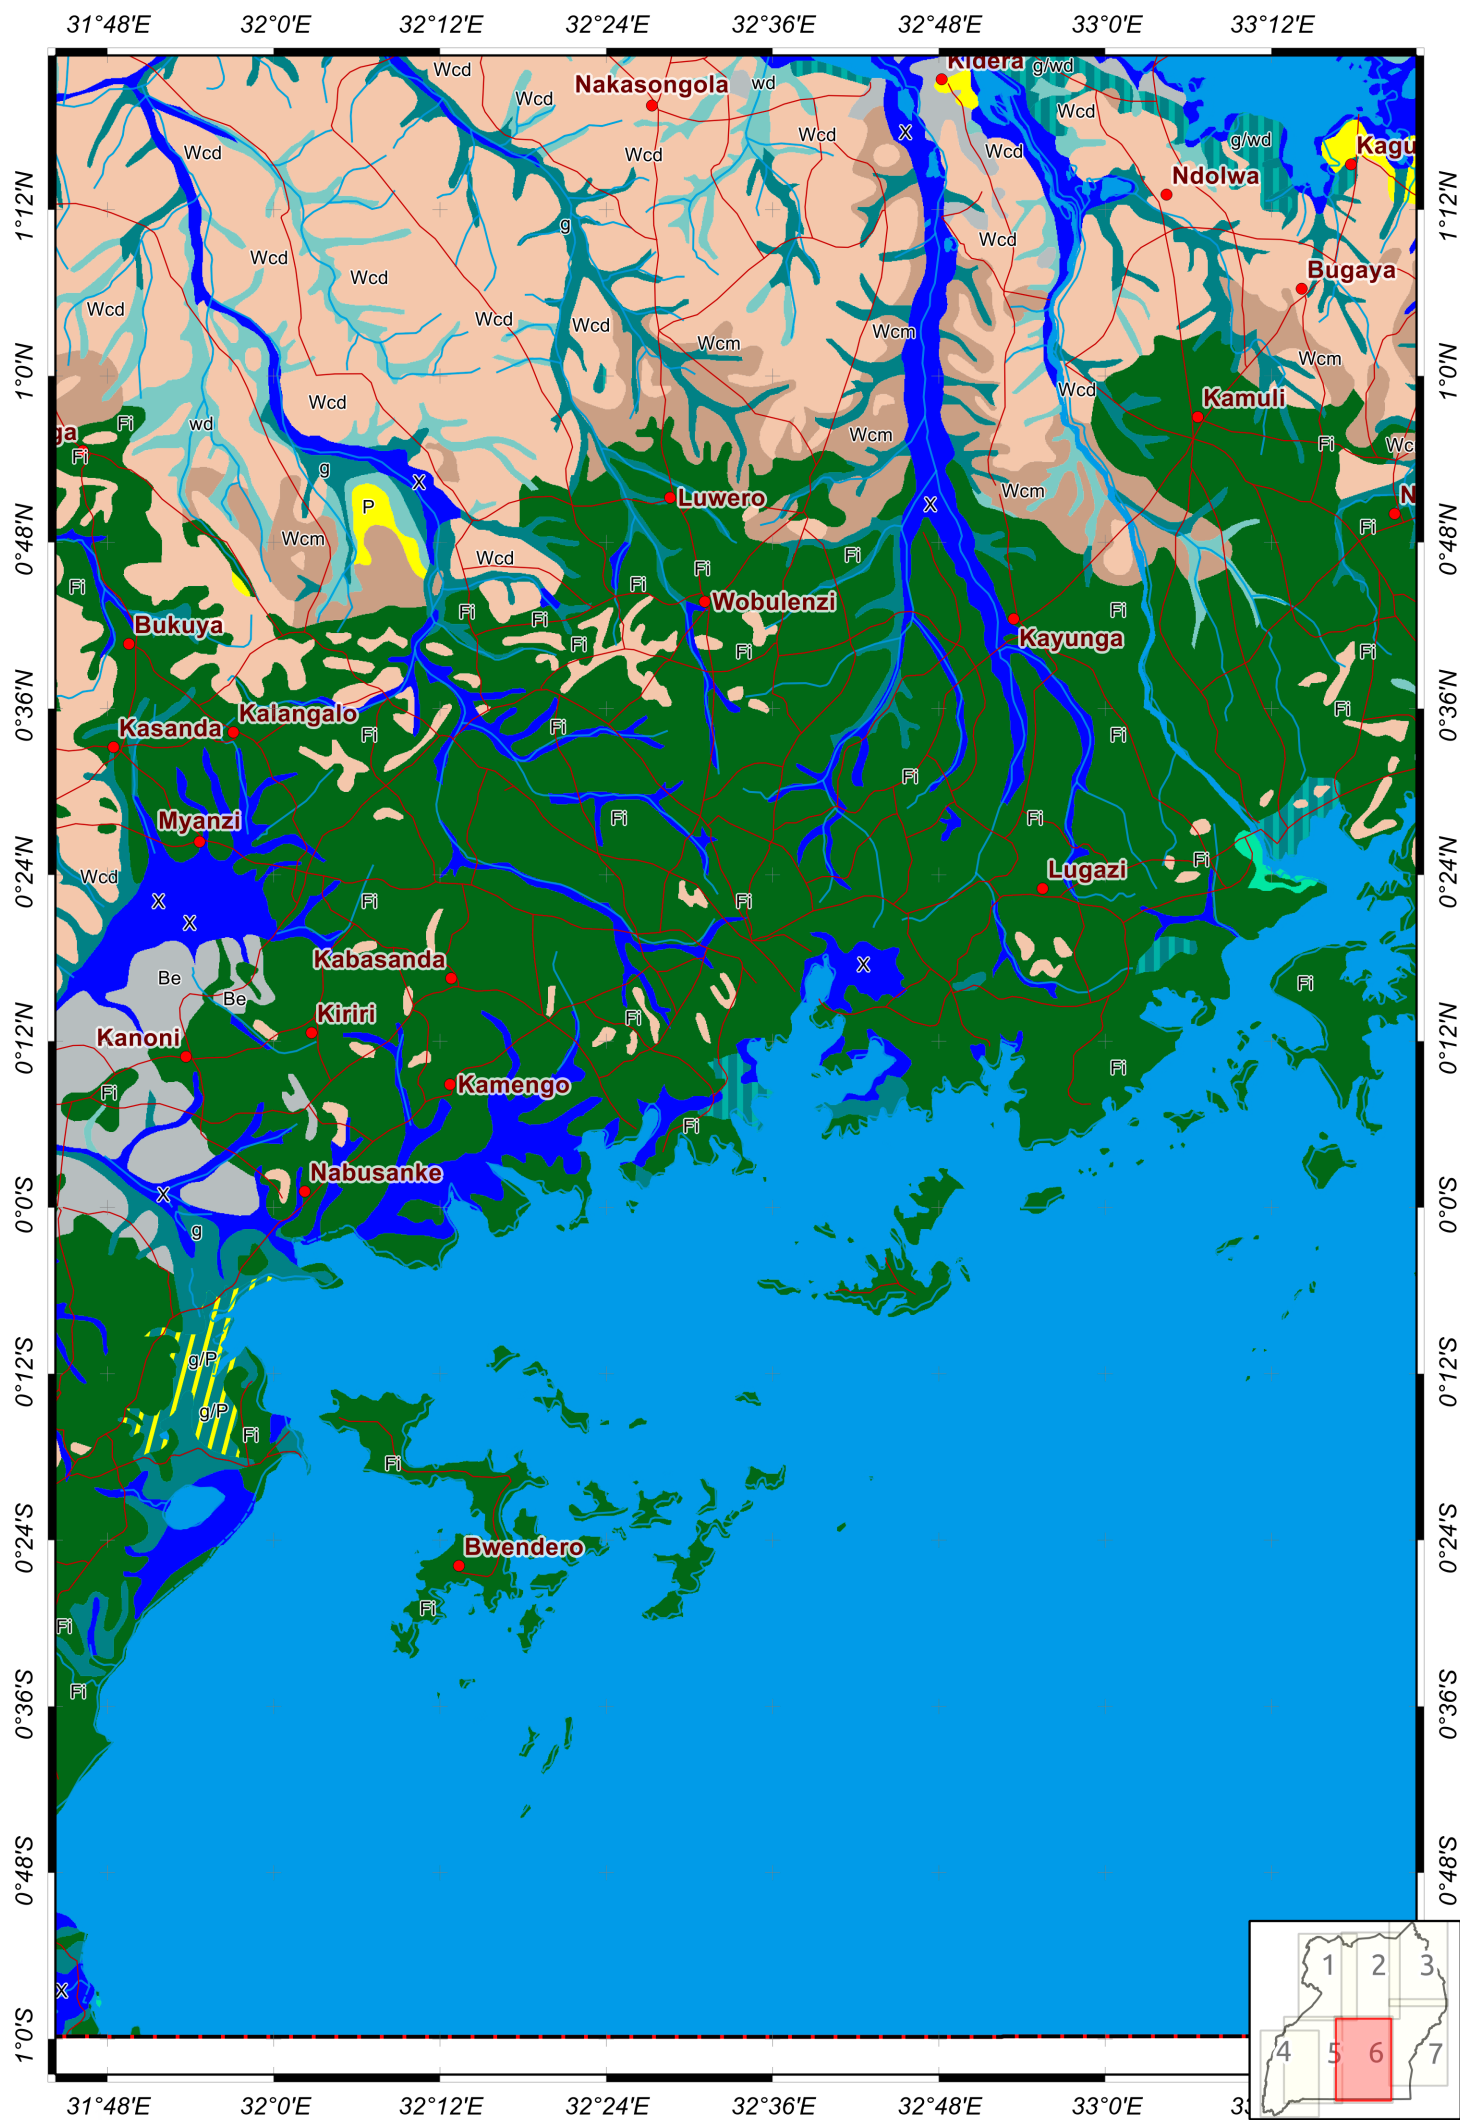 31°48'E 32°0'E 32°12'E 32°24'E 32°36'E 32°48'E 33°0'E 33°12'E
Kidera
g/wd
Wcd
Nakasongola
wd
Wcd
Wcd
X
Wcd
g/wd
Kagu
Wcd
Wcd
Wcd
Ndolwa
1°12'N
1°12'N
g
Wcd
Wcd
Bugaya
Wcd
Wcd
Wcd
Wcd
Wcm
Wcm
Wcm
1°0'N
1°0'N
Wcd
Wcd
Kamuli
Fi
wd
Wcm
ga
Fi
Wc
Fi
g
X
Luwero
Wcm
N
P
X
Fi
0°48'N
Wcm
Wcd
Fi
0°48'N
Fi
Fi
Fi
Wobulenzi
Fi
Fi
Fi
Bukuya
Kayunga
Fi
Fi
Fi
0°36'N
Kalangalo
Fi
0°36'N
Kasanda
Fi
Fi
Fi
Fi
Myanzi
Fi
Fi
Fi
0°24'N
Wcd
Lugazi
0°24'N
X
Fi
Fi
X
Kabasanda
X
Be
Fi
Be
Kiriri
Fi
0°12'N
Kanoni
0°12'N
Fi
Kamengo
Fi
Fi
Nabusanke
X
0°0'S
0°0'S
g
0°12'S
g/P
0°12'S
g/P
Fi
Fi
0°24'S
Bwendero
0°24'S
Fi
Fi
0°36'S
Fi
0°36'S
0°48'S
0°48'S
1 2 3
X
1°0'S
4 5 6 7
1°0'S
31°48'E 32°0'E 32°12'E 32°24'E 32°36'E 32°48'E 33°0'E 33